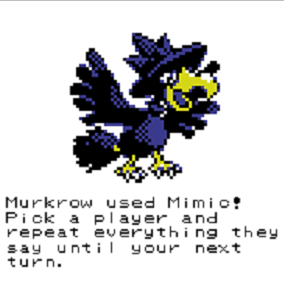 Murkrow used Mimic!
Pick a player and
repeat everything they
say until your next
turn.